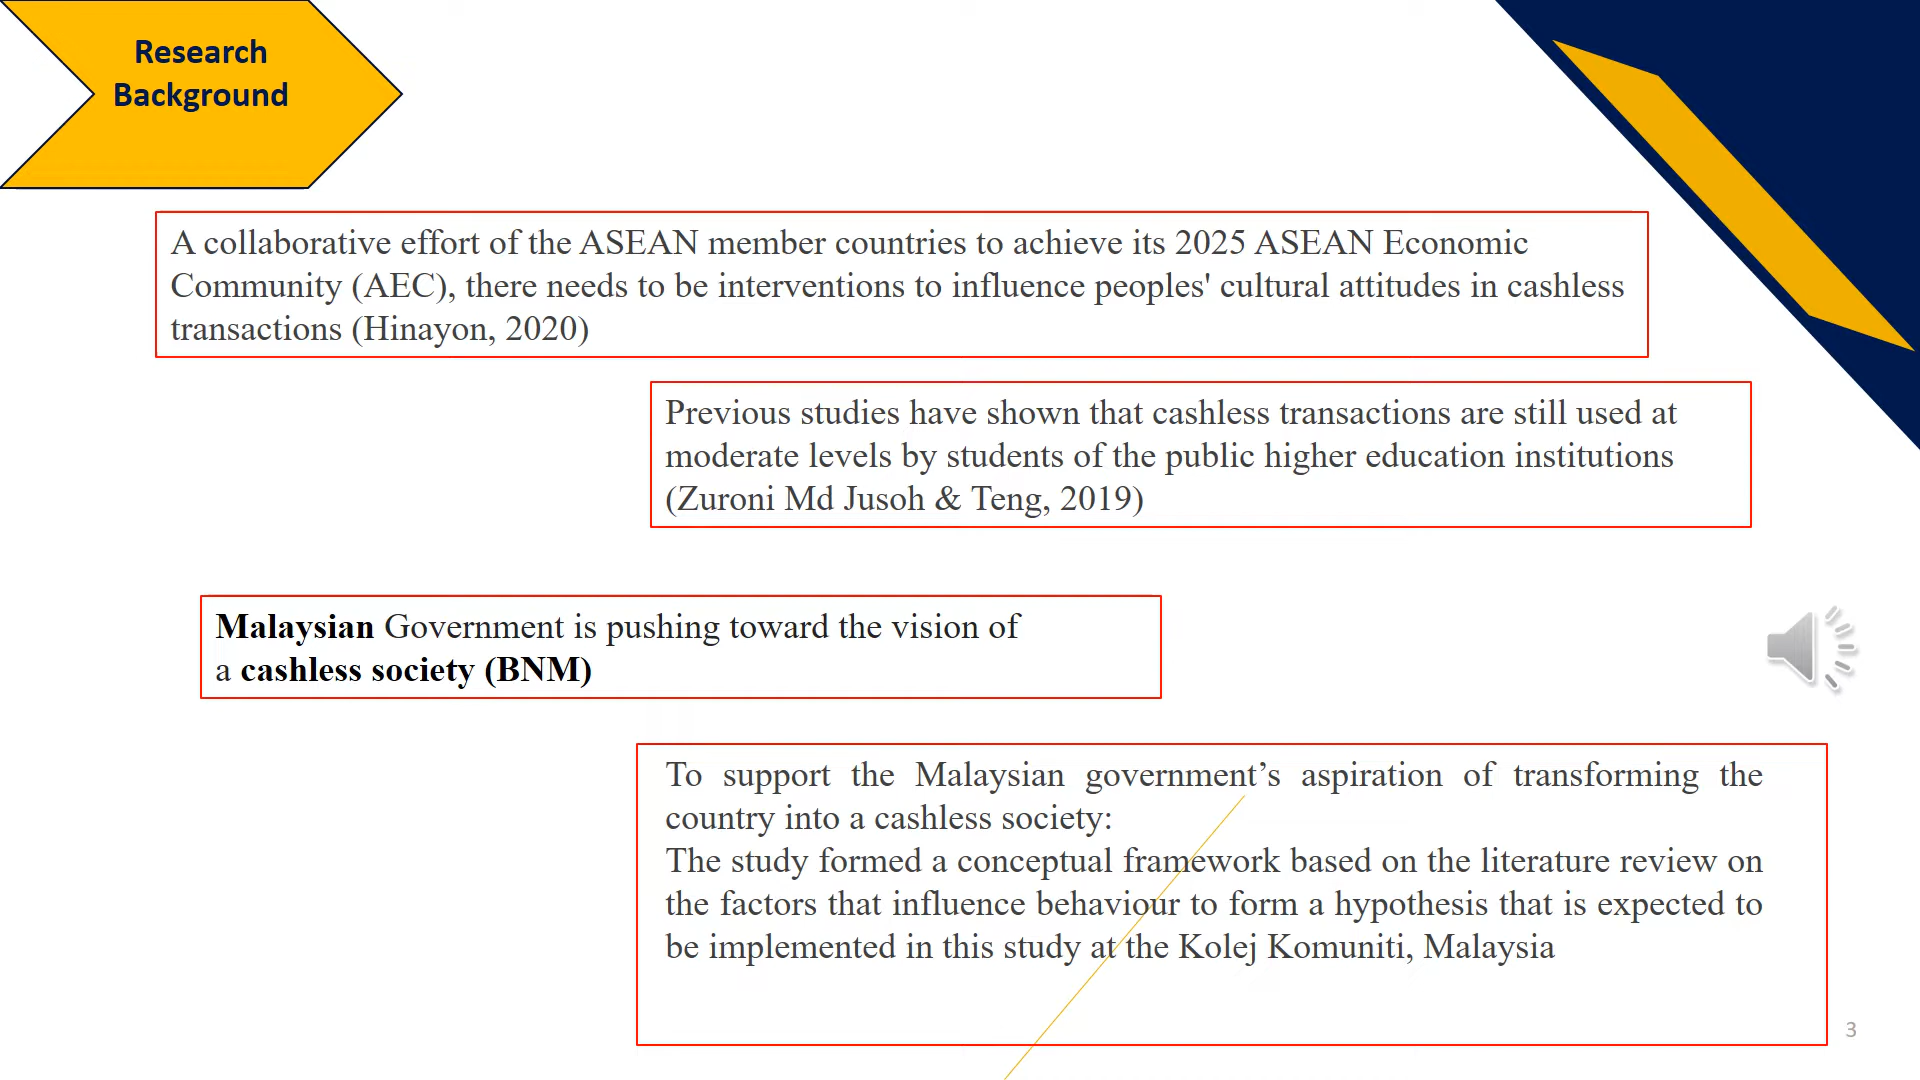 Research
Background
A collaborative effort of the ASEAN member countries to achieve its 2025 ASEAN Economic
Community (AEC), there needs to be interventions to influence peoples' cultural attitudes in cashless
transactions (Hinayon, 2020)
Previous studies have shown that cashless transactions are still used at
moderate levels by students of the public higher education institutions
(Zuroni Md Jusoh & Teng, 2019)
Malaysian Government is pushing toward the vision of
a cashless society (BNM)
To support the Malaysian government’s aspiration of transforming the
country into a cashless society:
The study formed a conceptual framework based on the literature review on
the factors that influence behaviour to form a hypothesis that is expected to
be implemented in this study at the Kolej Komuniti, Malaysia
3